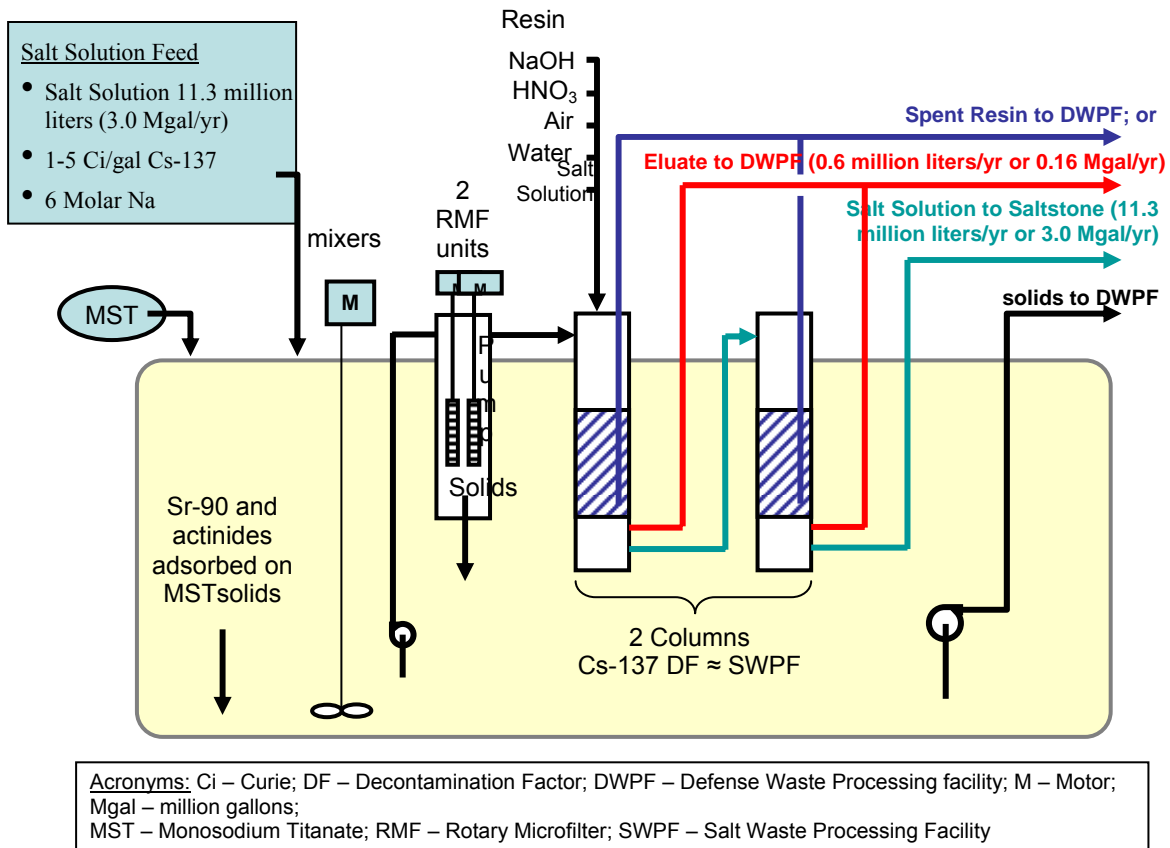 Salt Solution Feed
• Salt Solution 11.3 million
liters (3.0 Mgal/yr)
• 1-5 Ci/gal Cs-137
• 6 Molar Na
MST
mixers
M
2
RMF
units
M M
Pump
Solids
Resin
NaOH
HNO₃
Air
Water
Salt
Solution
Spent Resin to DWPF; or
Eluate to DWPF (0.6 million liters/yr or 0.16 Mgal/yr)
Salt Solution to Saltstone (11.3
million liters/yr or 3.0 Mgal/yr)
solids to DWPF
Sr-90 and
actinides
adsorbed on
MSTsolids
2 Columns
Cs-137 DF ≈ SWPF
Acronyms: Ci – Curie; DF – Decontamination Factor; DWPF – Defense Waste Processing facility; M – Motor;
Mgal – million gallons;
MST – Monosodium Titanate; RMF – Rotary Microfilter; SWPF – Salt Waste Processing Facility